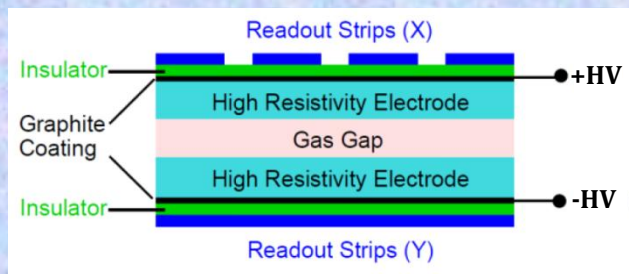 Readout Strips (X)
Insulator
+HV
High Resistivity Electrode
Graphite
Coating
Gas Gap
High Resistivity Electrode
-HV
Insulator
Readout Strips (Y)